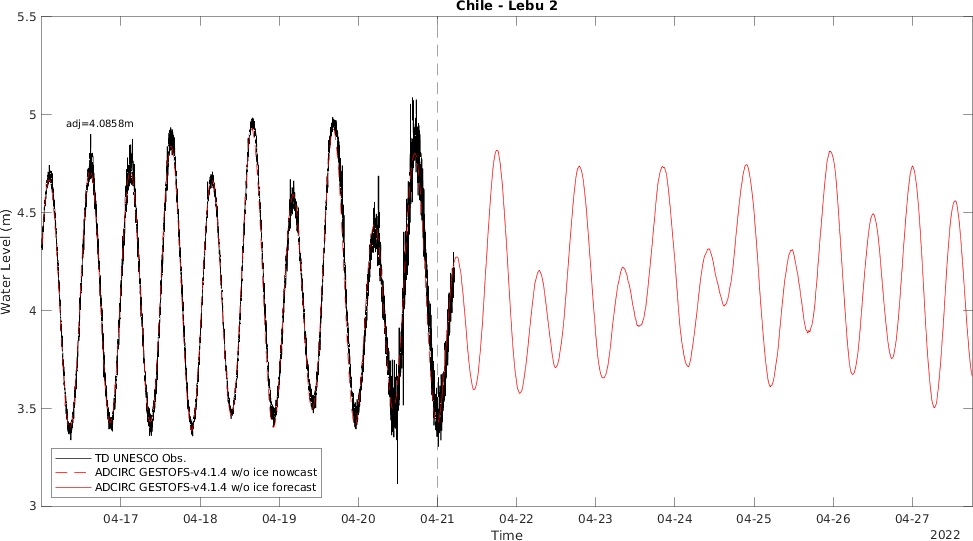 Chile - Lebu 2
5.5
adj=4.0858m
5
4.5
Water Level (m)
4
3.5
3
TD UNESCO Obs.
ADCIRC GESTOFS-v4.1.4 w/o ice nowcast
ADCIRC GESTOFS-v4.1.4 w/o ice forecast
04-17 04-18 04-19 04-20 04-21 04-22 04-23 04-24 04-25 04-26 04-27
Time
2022